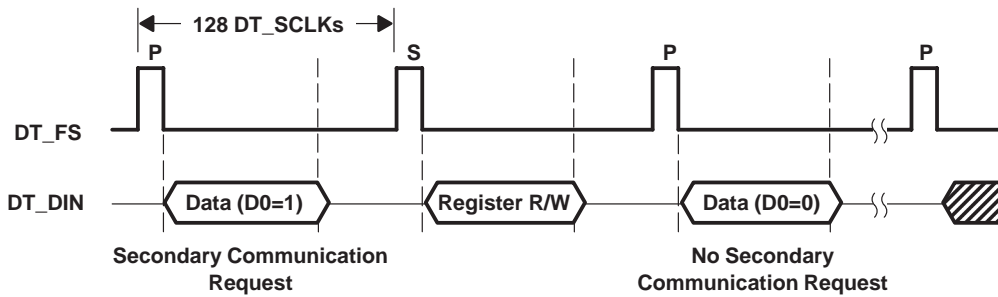 128 DT_SCLKs
P S P P
DT_FS
DT_DIN Data (D0=1) Register R/W Data (D0=0)
Secondary Communication
Request
No Secondary
Communication Request